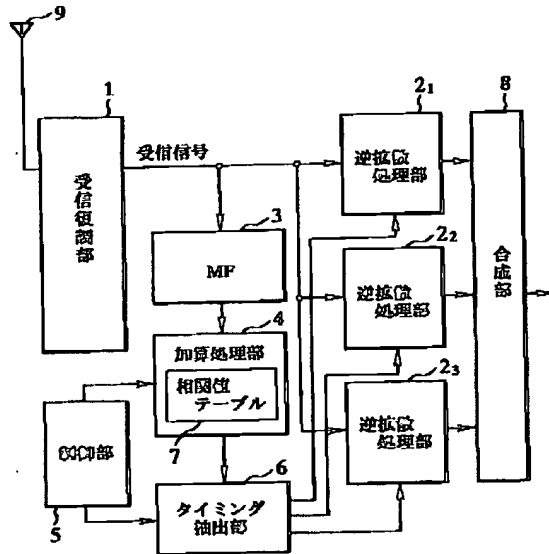 9
1
受信復調部
受信信号
2₁
逆拡散
処理部
8
合成部
3
MF
2₂
逆拡散
処理部
4
加算処理部
相関値
テーブル
7
2₃
逆拡散
処理部
制御部
5
6
タイミング
抽出部